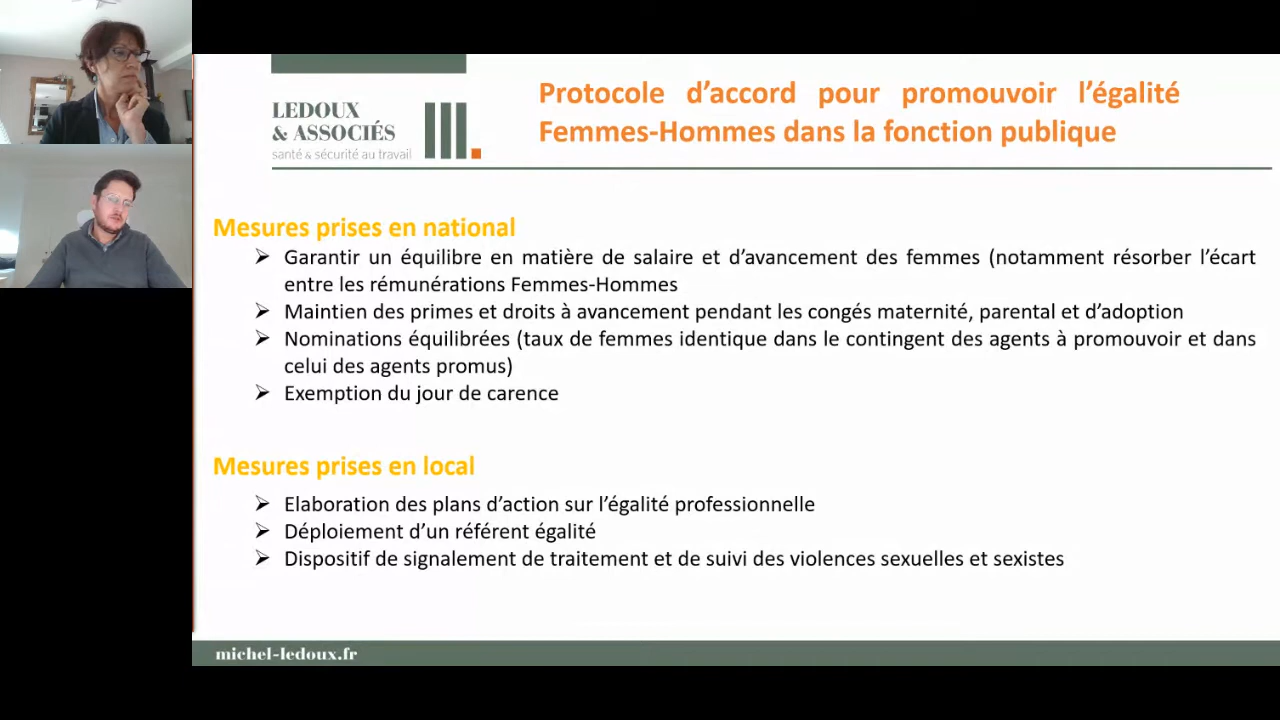 LEDOUX
& ASSOCIÉS
santé & sécurité au travail
Protocole d’accord pour promouvoir l’égalité
Femmes-Hommes dans la fonction publique
Mesures prises en national
➢ Garantir un équilibre en matière de salaire et d’avancement des femmes (notamment résorber l’écart
entre les rémunérations Femmes-Hommes
➢ Maintien des primes et droits à avancement pendant les congés maternité, parental et d’adoption
➢ Nominations équilibrées (taux de femmes identique dans le contingent des agents à promouvoir et dans
celui des agents promus)
➢ Exemption du jour de carence
Mesures prises en local
➢ Elaboration des plans d’action sur l’égalité professionnelle
➢ Déploiement d’un référent égalité
➢ Dispositif de signalement de traitement et de suivi des violences sexuelles et sexistes
michel-ledoux.fr